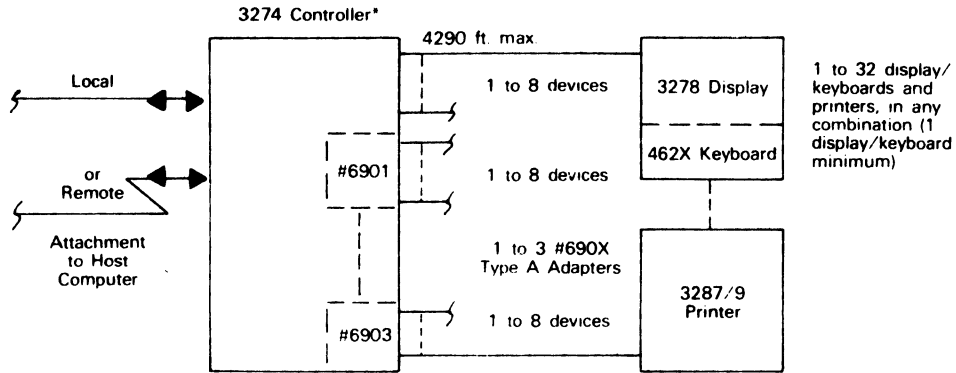 3274 Controller*
4290 ft. max.
Local
1 to 8 devices
3278 Display
462X Keyboard
1 to 32 display/
keyboards and
printers, in any
combination (1
display/keyboard
minimum)
or
Remote
#6901
1 to 8 devices
Attachment
to Host
Computer
1 to 3 #690X
Type A Adapters
3287/9
Printer
#6903
1 to 8 devices